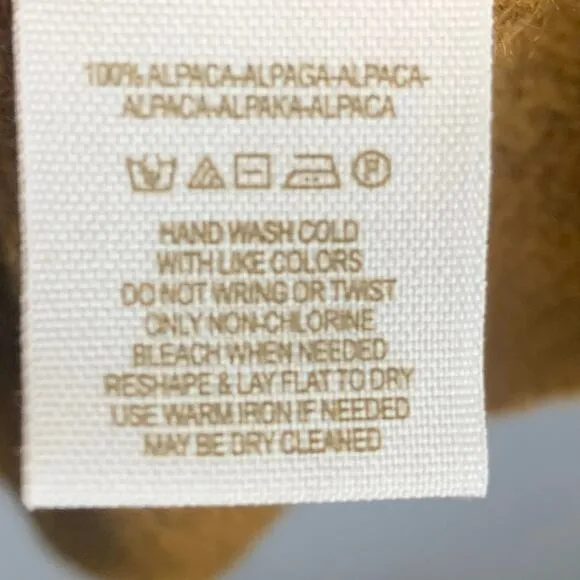 100% ALPACA-ALPAGA-ALPACA-
ALPACA-ALPAKA-ALPACA
F
HAND WASH COLD
WITH LIKE COLORS
DO NOT WRING OR TWIST
ONLY NON-CHLORINE
BLEACH WHEN NEEDED
RESHAPE & LAY FLAT TO DRY
USE WARM IRON IF NEEDED
MAY BE DRY CLEANED